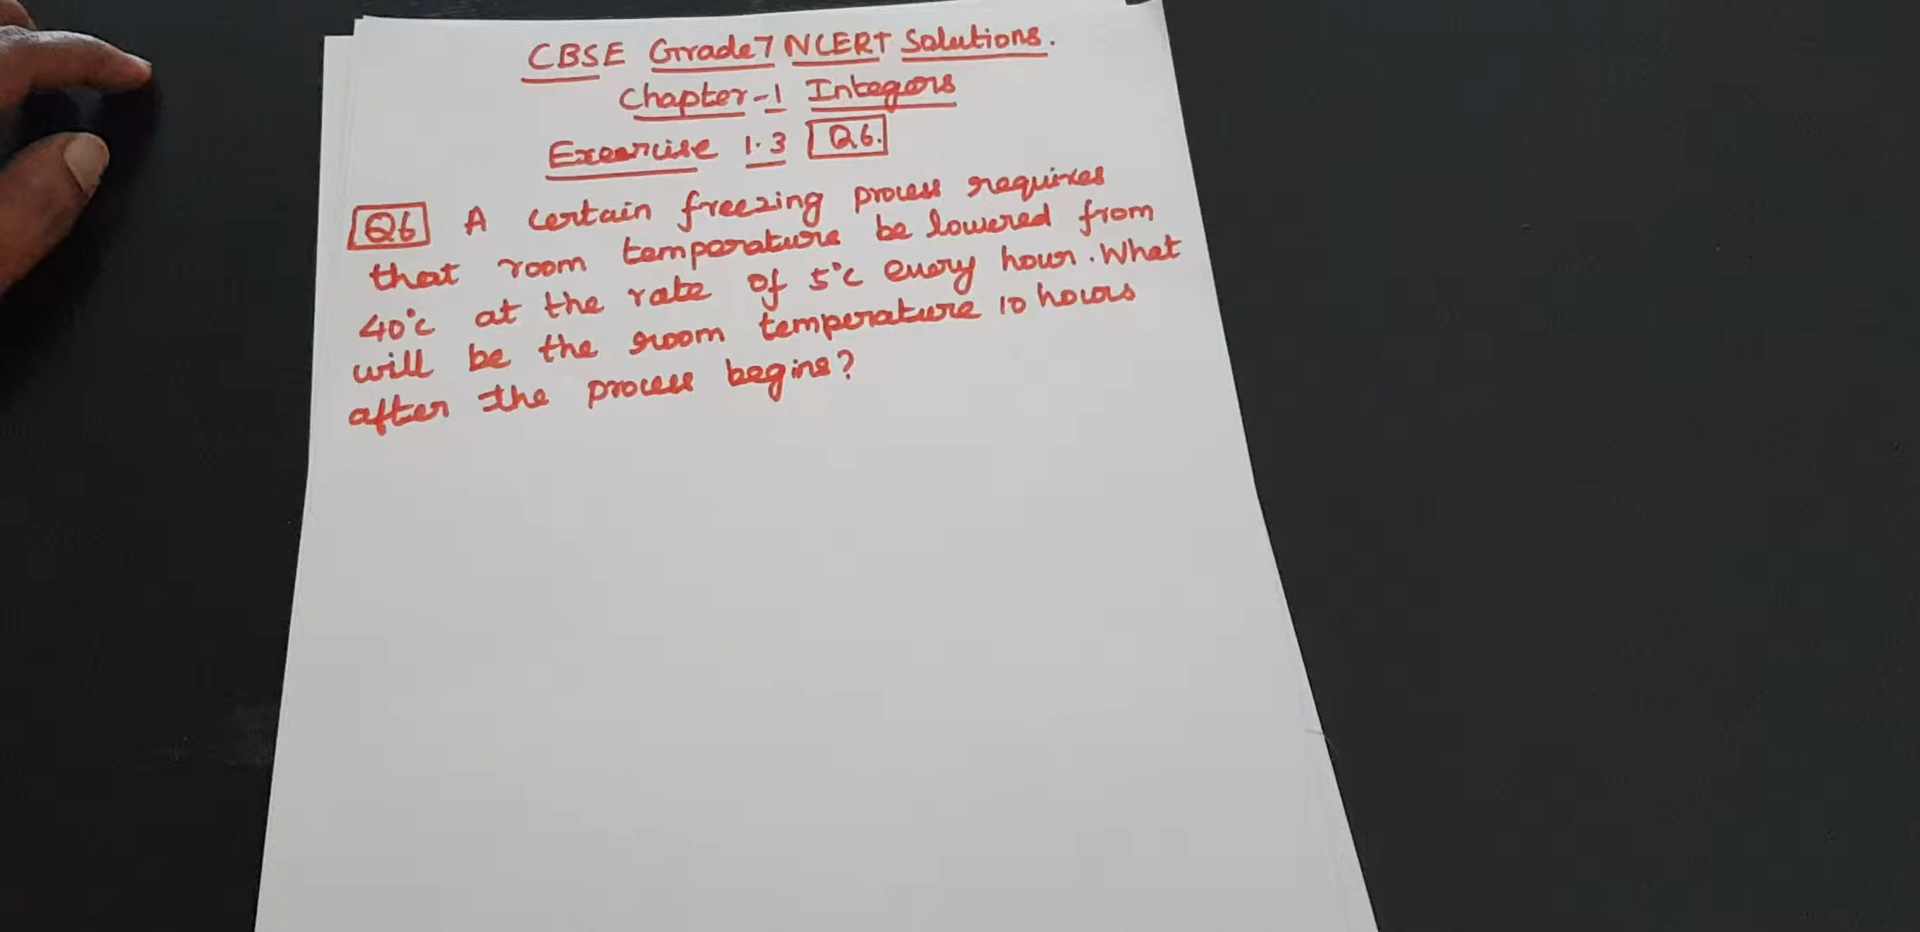 CBSE Grade 7 NCERT Solutions.
Chapter-1 Integers
Exercise 1.3 Q6.
Q6 A certain freezing process requires
that room temperature be lowered from
40°C at the rate of 5°C every hour. What
will be the room temperature 10 hours
after the process begins?